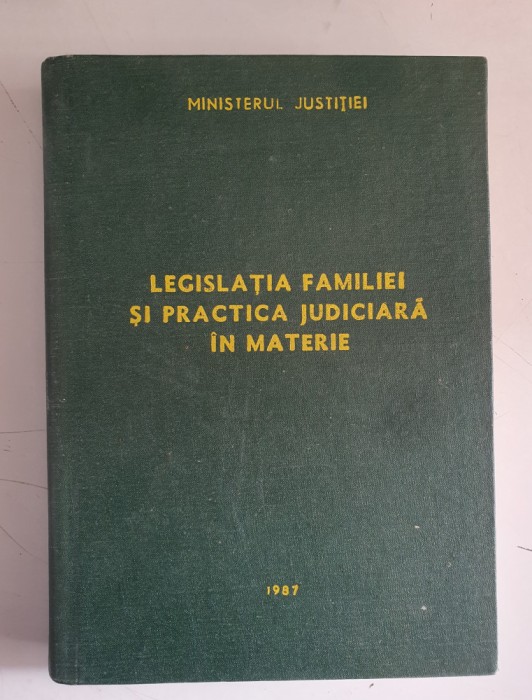 MINISTERUL JUSTIȚIEI
LEGISLAȚIA FAMILIEI
ȘI PRACTICA JUDICIARĂ
ÎN MATERIE
1987